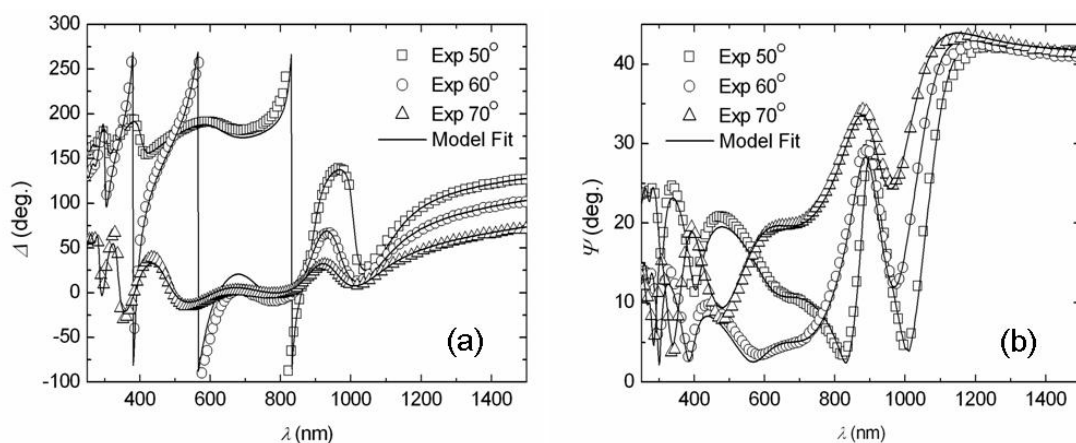 300
250
200
150
100
50
0
-50
-100
Δ (deg.)
Exp 50°
Exp 60°
Exp 70°
Model Fit
(a)
400 600 800 1000 1200 1400
λ (nm)
40
30
20
10
0
Ψ (deg.)
Exp 50°
Exp 60°
Exp 70°
Model Fit
(b)
400 600 800 1000 1200 1400
λ (nm)